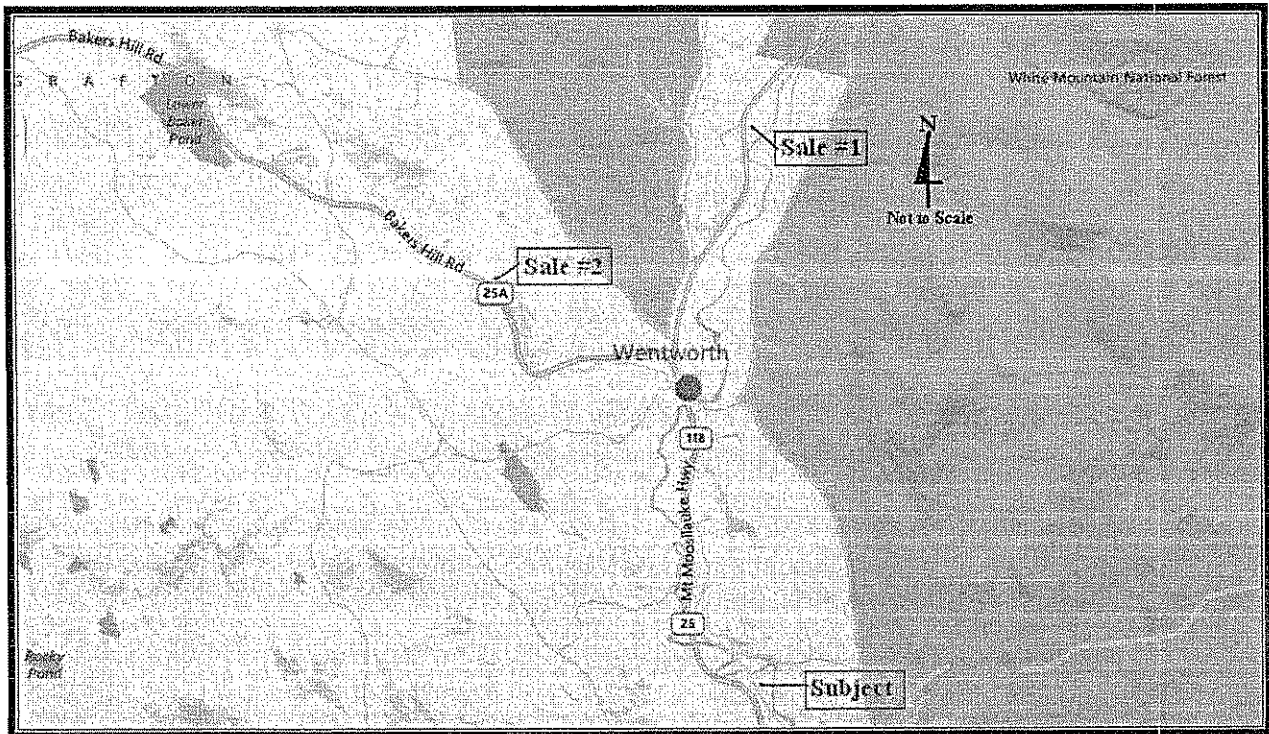 Bakers Hill Rd
G R A F T O N
White Mountain National Forest
Lower
Baker
Pond
N
Sale #1
Not to Scale
Bakers Hill Rd
Sale #2
25A
Wentworth
118
Mt Moosilauke Hwy
25
Rocky
Pond
Subject